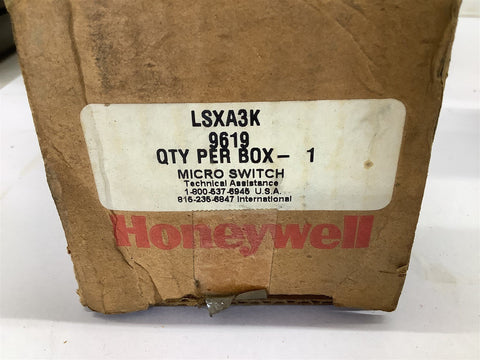 LSXA3K
9619
QTY PER BOX- 1
MICRO SWITCH
Technical Assistance
1-800-537-6945 U.S.A.
815-235-6847 International
Honeywell